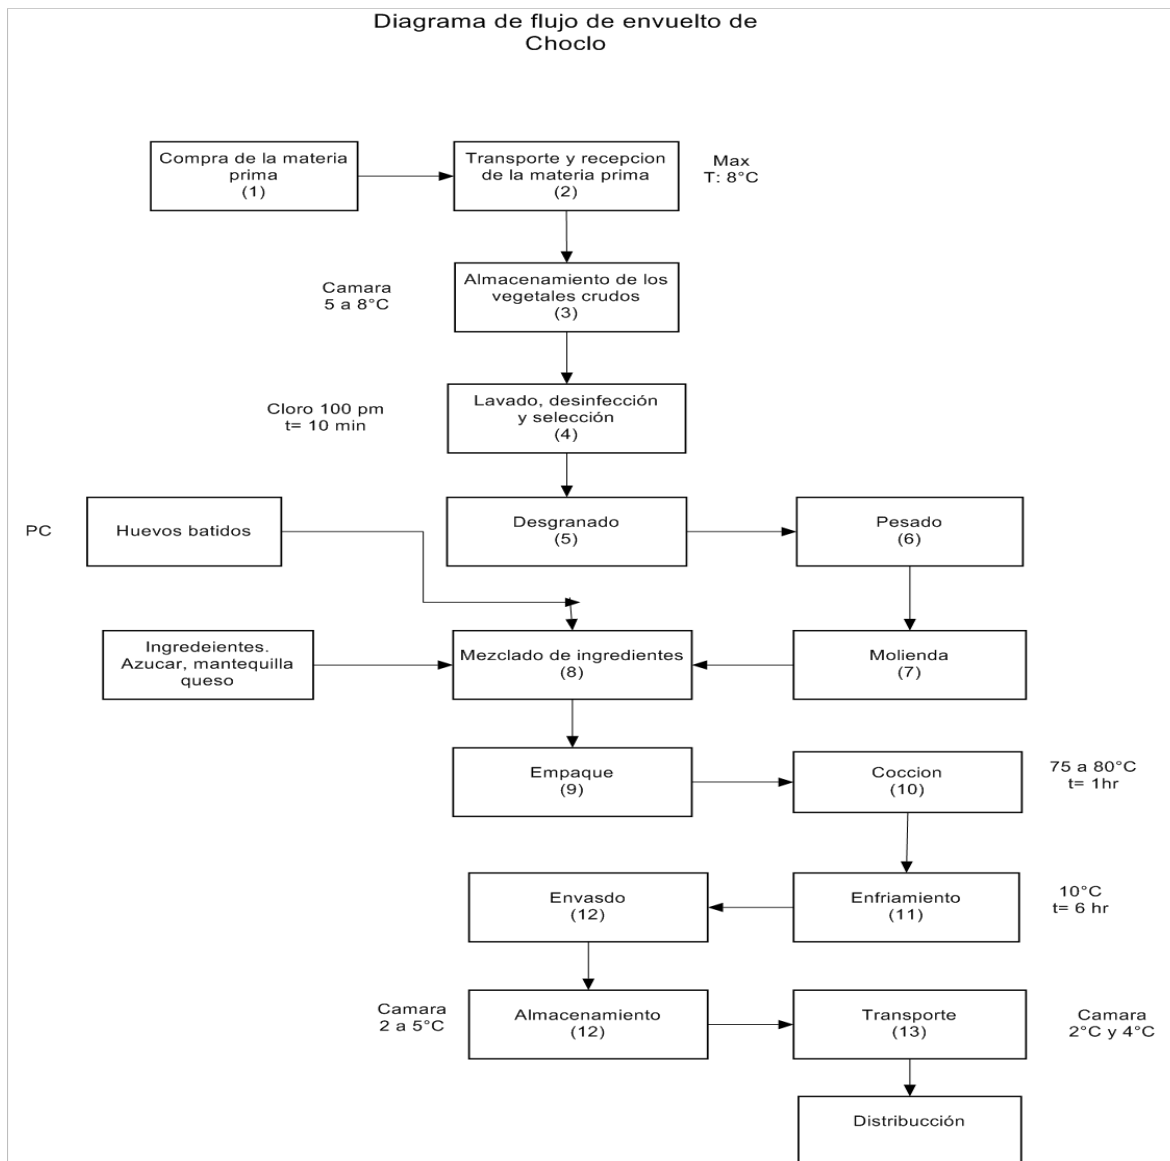 Diagrama de flujo de envuelto de
Choclo
Compra de la materia
prima
(1)
Transporte y recepcion
de la materia prima
(2)
Max
T: 8°C
Camara
5 a 8°C
Almacenamiento de los
vegetales crudos
(3)
Cloro 100 pm
t= 10 min
Lavado, desinfección
y selección
(4)
PC
Huevos batidos
Desgranado
(5)
Pesado
(6)
Ingredeientes.
Azucar, mantequilla
queso
Mezclado de ingredientes
(8)
Molienda
(7)
Empaque
(9)
Coccion
(10)
75 a 80°C
t= 1hr
Envasdo
(12)
Enfriamiento
(11)
10°C
t= 6 hr
Camara
2 a 5°C
Almacenamiento
(12)
Transporte
(13)
Camara
2°C y 4°C
Distribucción